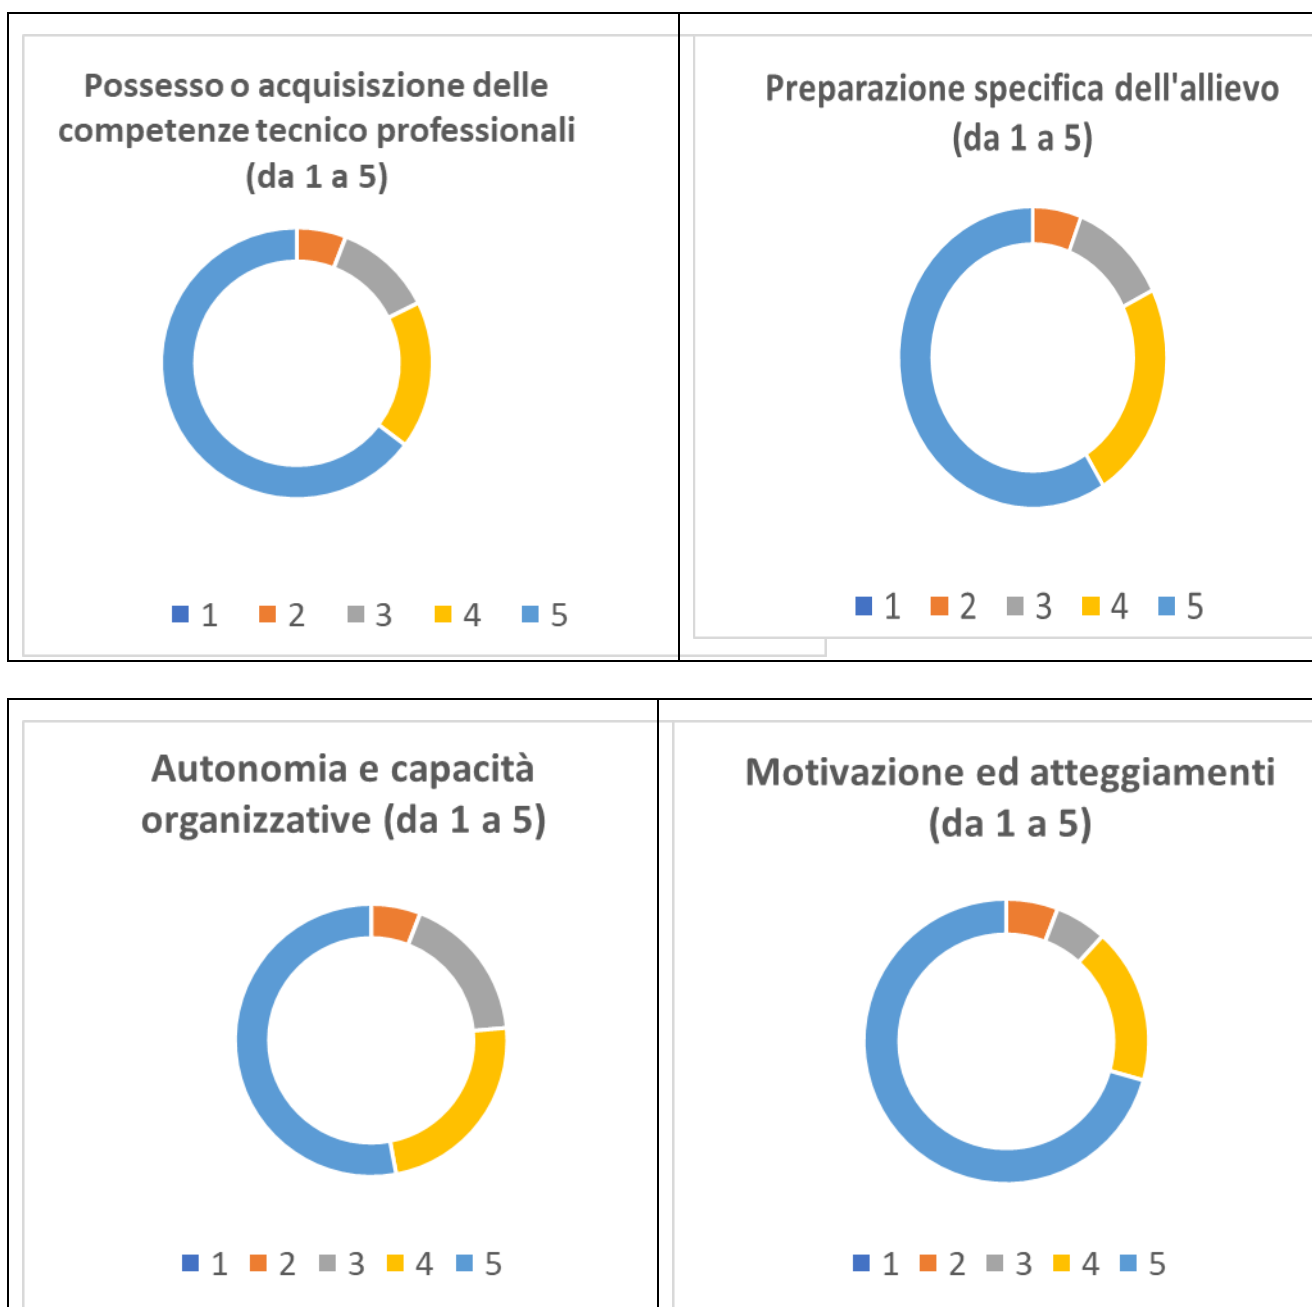 Possesso o acquisiszione delle
competenze tecnico professionali
(da 1 a 5)
1 2 3 4 5
Preparazione specifica dell'allievo
(da 1 a 5)
1 2 3 4 5
Autonomia e capacità
organizzative (da 1 a 5)
1 2 3 4 5
Motivazione ed atteggiamenti
(da 1 a 5)
1 2 3 4 5